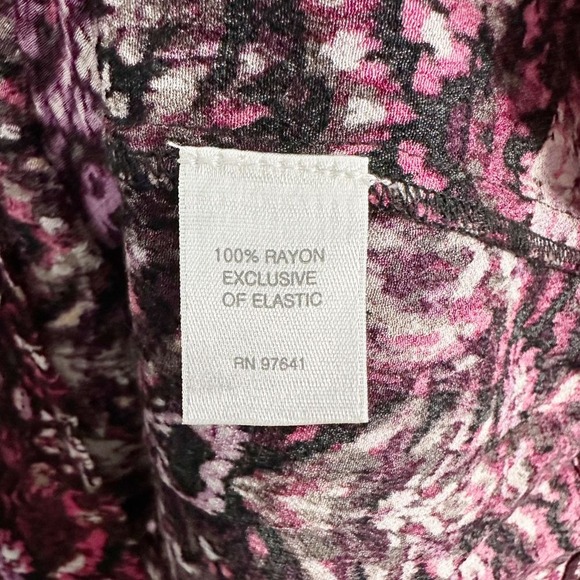 100% RAYON
EXCLUSIVE
OF ELASTIC
RN 97641